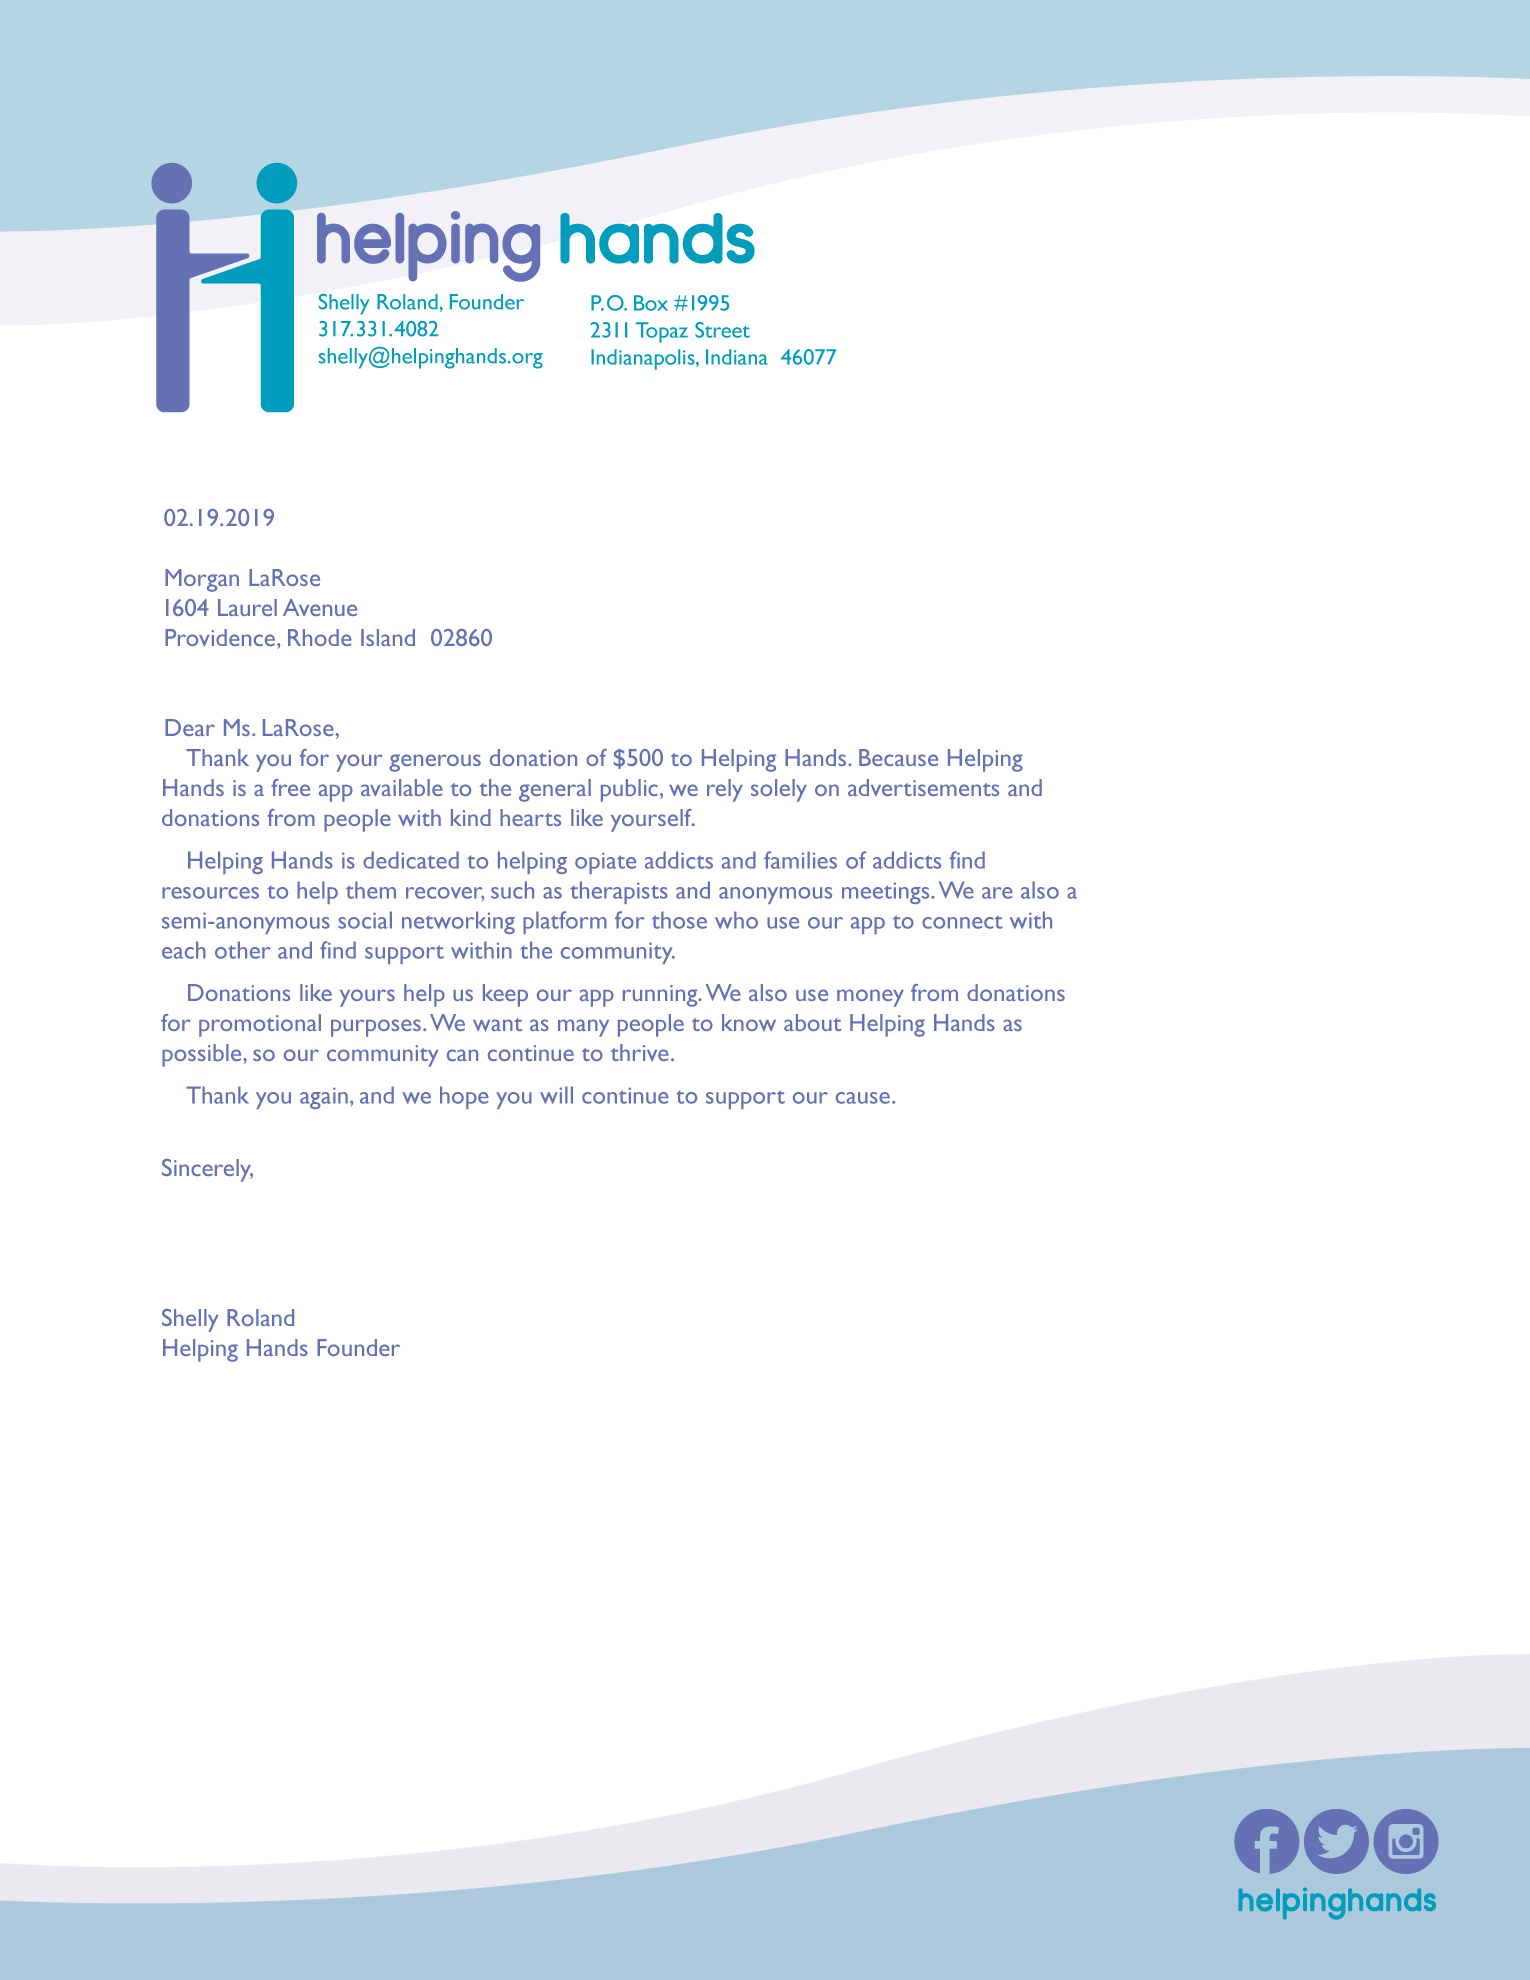 helping hands
Shelly Roland, Founder
317.331.4082
shelly@helpinghands.org
P.O. Box #1995
2311 Topaz Street
Indianapolis, Indiana  46077
02.19.2019
Morgan LaRose
1604 Laurel Avenue
Providence, Rhode Island  02860
Dear Ms. LaRose,
Thank you for your generous donation of $500 to Helping Hands. Because Helping
Hands is a free app available to the general public, we rely solely on advertisements and
donations from people with kind hearts like yourself.
Helping Hands is dedicated to helping opiate addicts and families of addicts find
resources to help them recover, such as therapists and anonymous meetings. We are also a
semi-anonymous social networking platform for those who use our app to connect with
each other and find support within the community.
Donations like yours help us keep our app running. We also use money from donations
for promotional purposes. We want as many people to know about Helping Hands as
possible, so our community can continue to thrive.
Thank you again, and we hope you will continue to support our cause.
Sincerely,
Shelly Roland
Helping Hands Founder
helpinghands